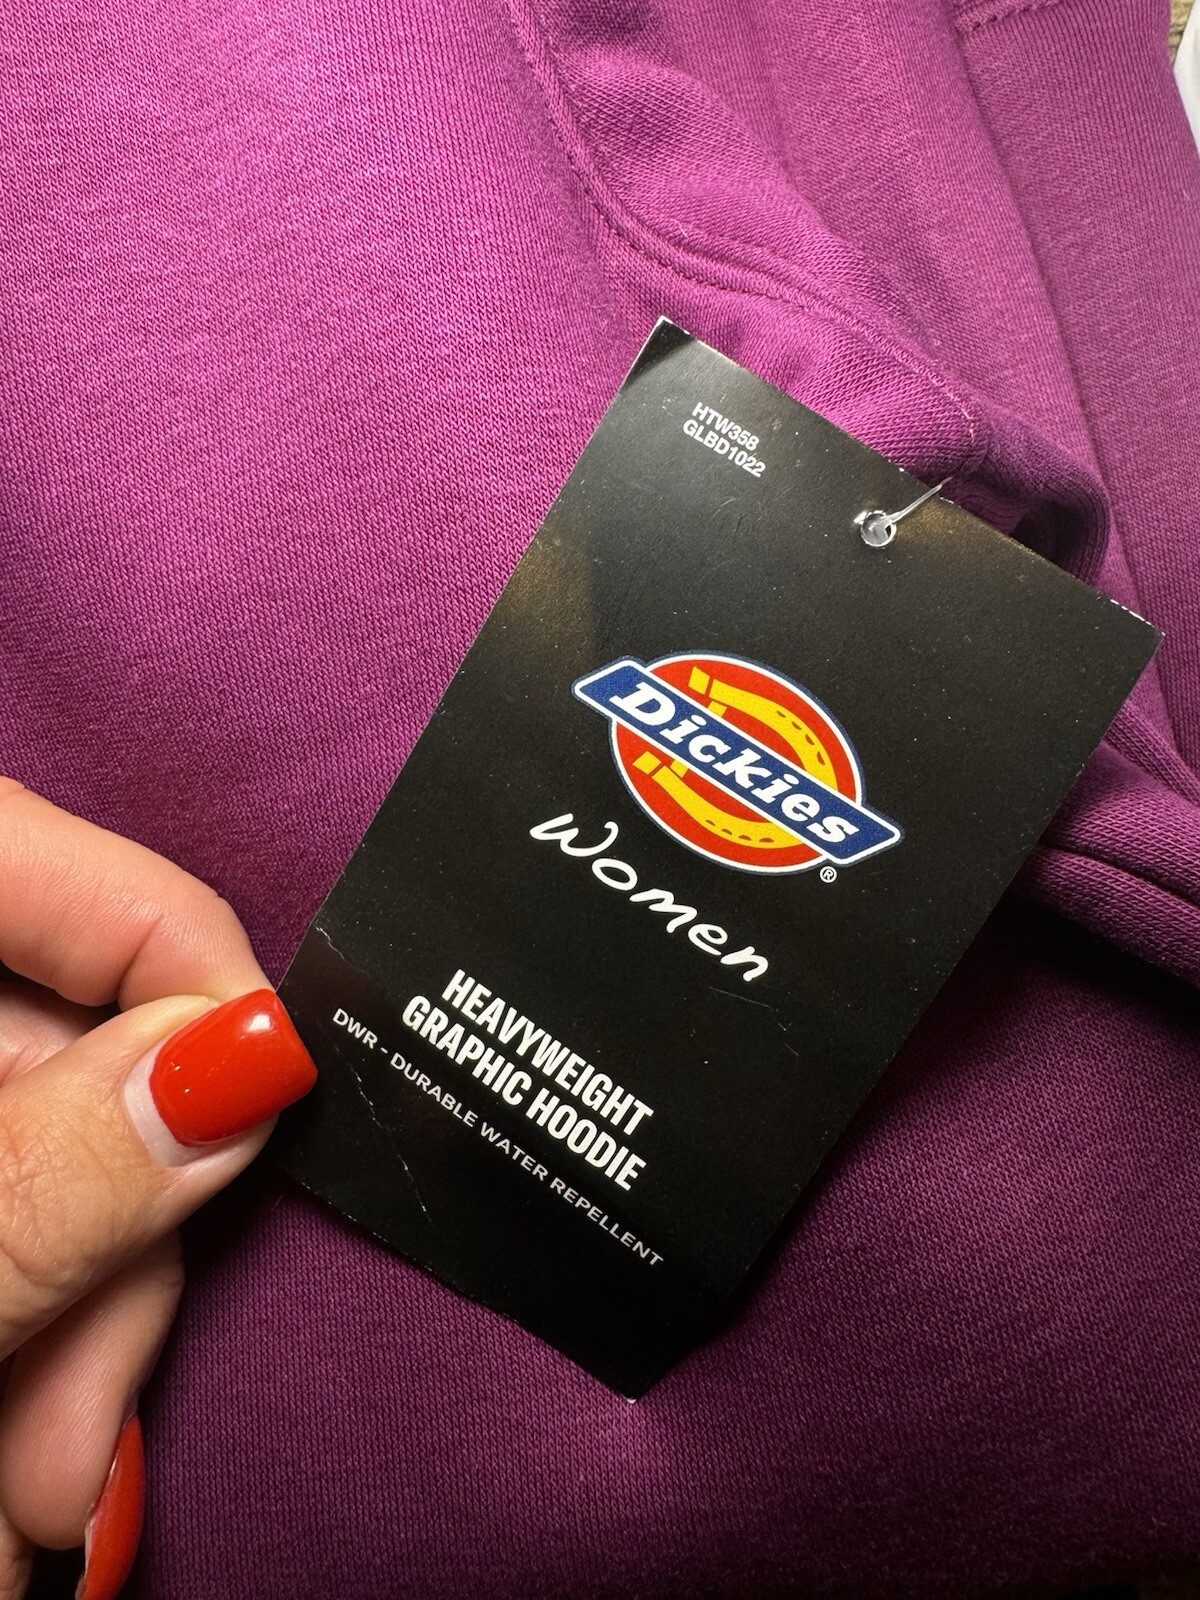 HTW358
GLBD1022
Dickies
®
Women
HEAVYWEIGHT
GRAPHIC HOODIE
DWR - DURABLE WATER REPELLENT